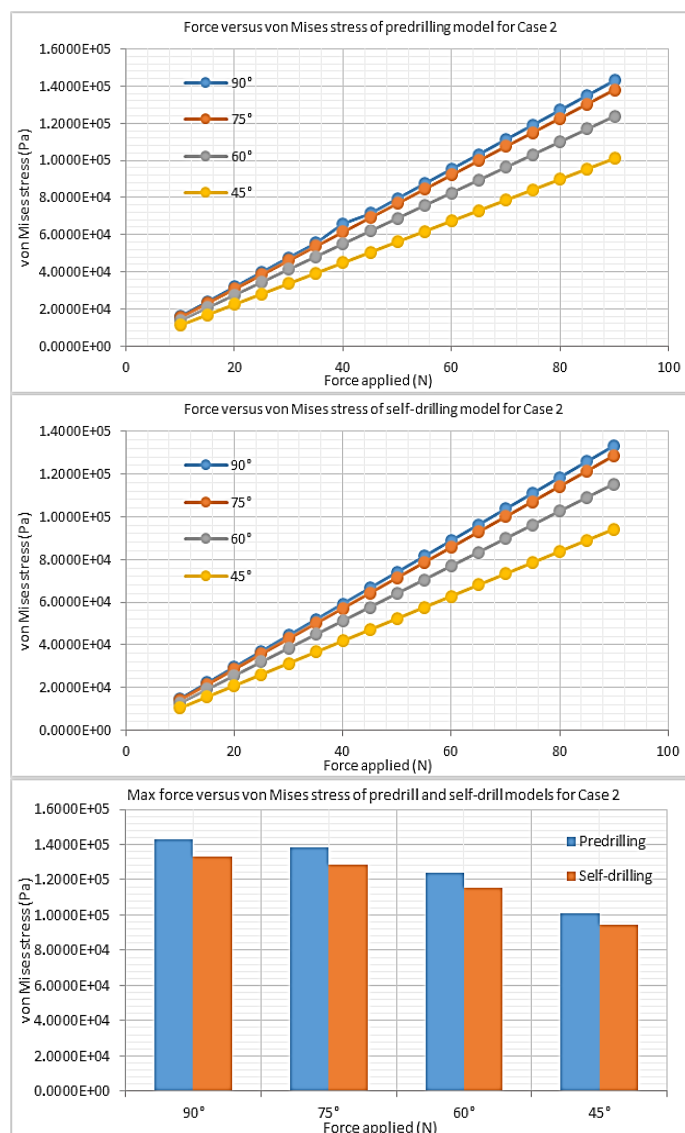 Force versus von Mises stress of predrilling model for Case 2
von Mises stress (Pa)
1.6000E+05
1.4000E+05
1.2000E+05
1.0000E+05
8.0000E+04
6.0000E+04
4.0000E+04
2.0000E+04
0.0000E+00
90°
75°
60°
45°
0 20 40 60 80 100
Force applied (N)
Force versus von Mises stress of self-drilling model for Case 2
von Mises stress (Pa)
1.4000E+05
1.2000E+05
1.0000E+05
8.0000E+04
6.0000E+04
4.0000E+04
2.0000E+04
0.0000E+00
90°
75°
60°
45°
0 20 40 60 80 100
Force applied (N)
Max force versus von Mises stress of predrill and self-drill models for Case 2
von Mises stress (Pa)
1.6000E+05
1.4000E+05
1.2000E+05
1.0000E+05
8.0000E+04
6.0000E+04
4.0000E+04
2.0000E+04
0.0000E+00
Predrilling
Self-drilling
90° 75° 60° 45°
Force applied (N)